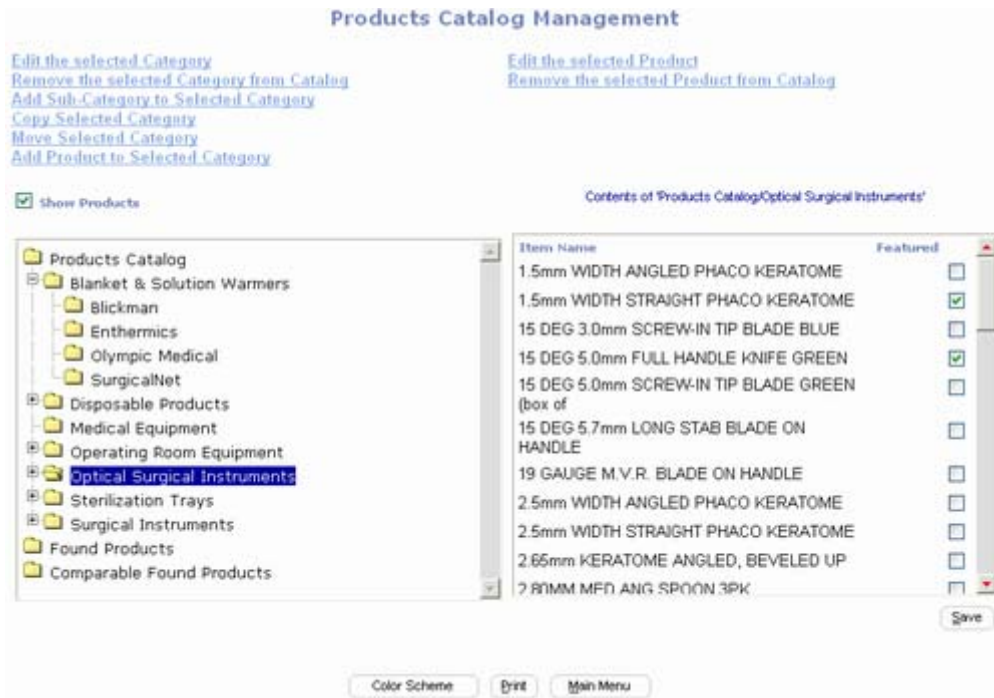 Products Catalog Management
Edit the selected Category
Remove the selected Category from Catalog
Add Sub-Category to Selected Category
Copy Selected Category
Move Selected Category
Add Product to Selected Category
Edit the selected Product
Remove the selected Product from Catalog
Show Products
Contents of 'Products Catalog/Optical Surgical Instruments'
Products Catalog
Blanket & Solution Warmers
Blickman
Enthermics
Olympic Medical
SurgicalNet
Disposable Products
Medical Equipment
Operating Room Equipment
Optical Surgical Instruments
Sterilization Trays
Surgical Instruments
Found Products
Comparable Found Products
Item Name Featured
1.5mm WIDTH ANGLED PHACO KERATOME
1.5mm WIDTH STRAIGHT PHACO KERATOME
15 DEG 3.0mm SCREW-IN TIP BLADE BLUE
15 DEG 5.0mm FULL HANDLE KNIFE GREEN
15 DEG 5.0mm SCREW-IN TIP BLADE GREEN
(box of
15 DEG 5.7mm LONG STAB BLADE ON
HANDLE
19 GAUGE M.V.R. BLADE ON HANDLE
2.5mm WIDTH ANGLED PHACO KERATOME
2.5mm WIDTH STRAIGHT PHACO KERATOME
2.65mm KERATOME ANGLED, BEVELED UP
2.80MM MED ANG SPOON 3PK
Save
Color Scheme
Print
Main Menu